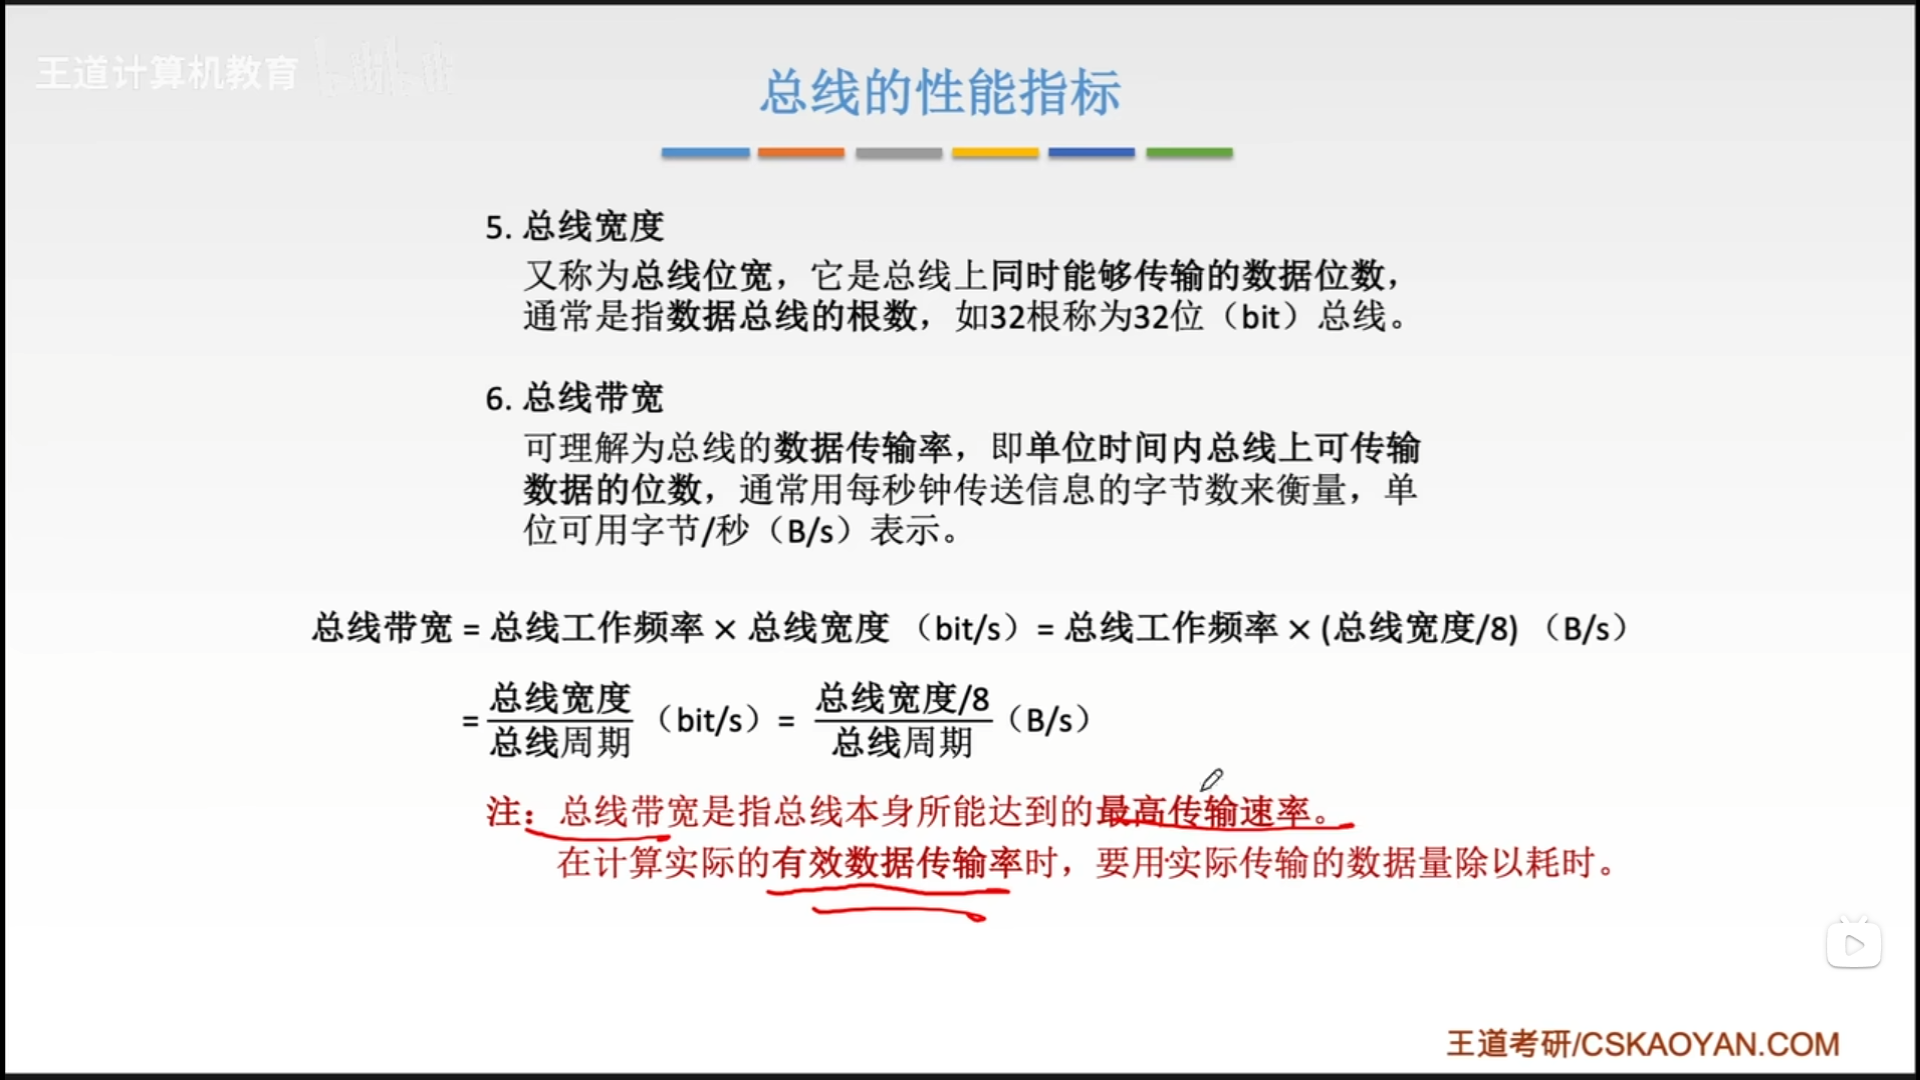 王道计算机教育 bilibili
总线的性能指标
5. 总线宽度
又称为总线位宽，它是总线上同时能够传输的数据位数，
通常是指数据总线的根数，如32根称为32位（bit）总线。
6. 总线带宽
可理解为总线的数据传输率，即单位时间内总线上可传输
数据的位数，通常用每秒钟传送信息的字节数来衡量，单
位可用字节/秒（B/s）表示。
总线带宽 = 总线工作频率 × 总线宽度 （bit/s）= 总线工作频率 × (总线宽度/8) （B/s）
= 总线宽度/总线周期 （bit/s）= 总线宽度/8/总线周期（B/s）
注：总线带宽是指总线本身所能达到的最高传输速率。
在计算实际的有效数据传输率时，要用实际传输的数据量除以耗时。
王道考研/CSKAOYAN.COM